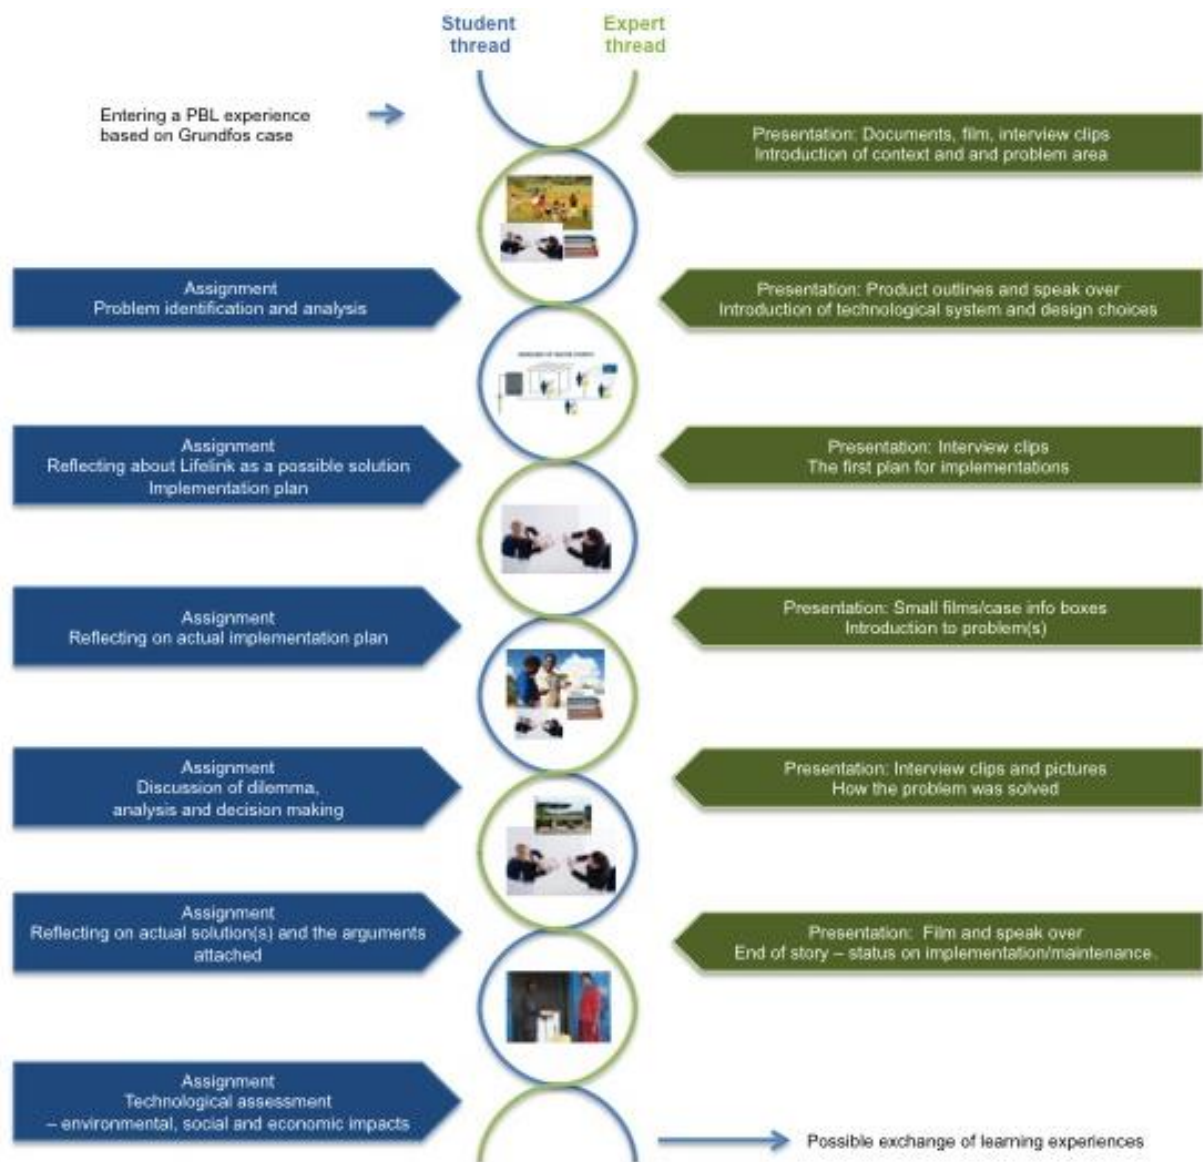 Student
thread
Expert
thread
Entering a PBL experience
based on Grundfos case
Presentation: Documents, film, interview clips
Introduction of context and and problem area
Assignment
Problem identification and analysis
Presentation: Product outlines and speak over
Introduction of technological system and design choices
Assignment
Reflecting about Lifelink as a possible solution
Implementation plan
Presentation: Interview clips
The first plan for implementations
Assignment
Reflecting on actual implementation plan
Presentation: Small films/case info boxes
Introduction to problem(s)
Assignment
Discussion of dilemma,
analysis and decision making
Presentation: Interview clips and pictures
How the problem was solved
Assignment
Reflecting on actual solution(s) and the arguments
attached
Presentation: Film and speak over
End of story – status on implementation/maintenance.
Assignment
Technological assessment
– environmental, social and economic impacts
Possible exchange of learning experiences